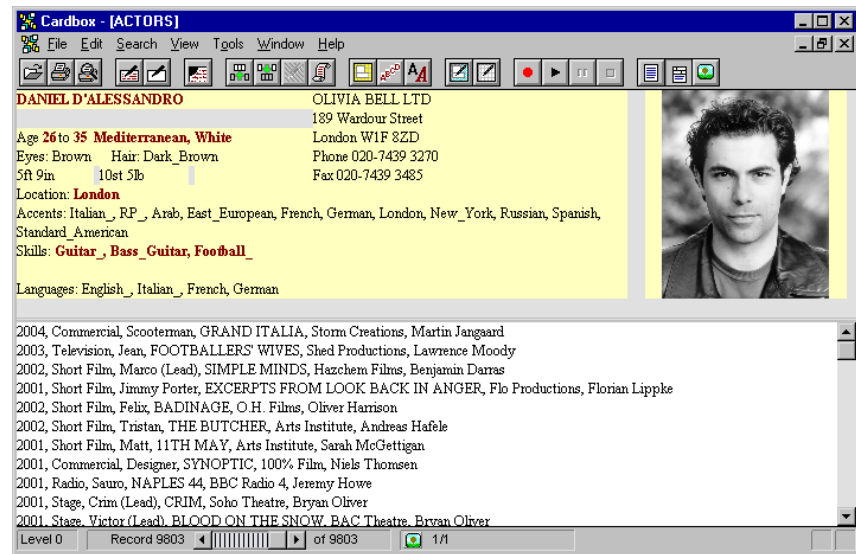 Cardbox - [ACTORS]
File Edit Search View Tools Window Help
DANIEL D'ALESSANDRO OLIVIA BELL LTD
189 Wardour Street
Age 26 to 35 Mediterranean, White London W1F 8ZD
Eyes: Brown Hair: Dark_Brown Phone 020-7439 3270
5ft 9in 10st 5lb Fax 020-7439 3485
Location: London
Accents: Italian_, RP_, Arab, East_European, French, German, London, New_York, Russian, Spanish,
Standard_American
Skills: Guitar_, Bass_Guitar, Football_
Languages: English_, Italian_, French, German
2004, Commercial, Scooterman, GRAND ITALIA, Storm Creations, Martin Jangaard
2003, Television, Jean, FOOTBALLERS' WIVES, Shed Productions, Lawrence Moody
2002, Short Film, Marco (Lead), SIMPLE MINDS, Hazchem Films, Benjamin Darras
2001, Short Film, Jimmy Porter, EXCERPTS FROM LOOK BACK IN ANGER, Flo Productions, Florian Lippke
2002, Short Film, Felix, BADINAGE, O.H. Films, Oliver Harrison
2002, Short Film, Tristan, THE BUTCHER, Arts Institute, Andreas Hafele
2001, Short Film, Matt, 11TH MAY, Arts Institute, Sarah McGettigan
2001, Commercial, Designer, SYNOPTIC, 100% Film, Niels Thomsen
2001, Radio, Sauro, NAPLES 44, BBC Radio 4, Jeremy Howe
2001, Stage, Crim (Lead), CRIM, Soho Theatre, Bryan Oliver
2001, Stage, Victor (Lead), BLOOD ON THE SNOW, BAC Theatre, Bryan Oliver
Level 0 Record 9803 of 9803 1/1